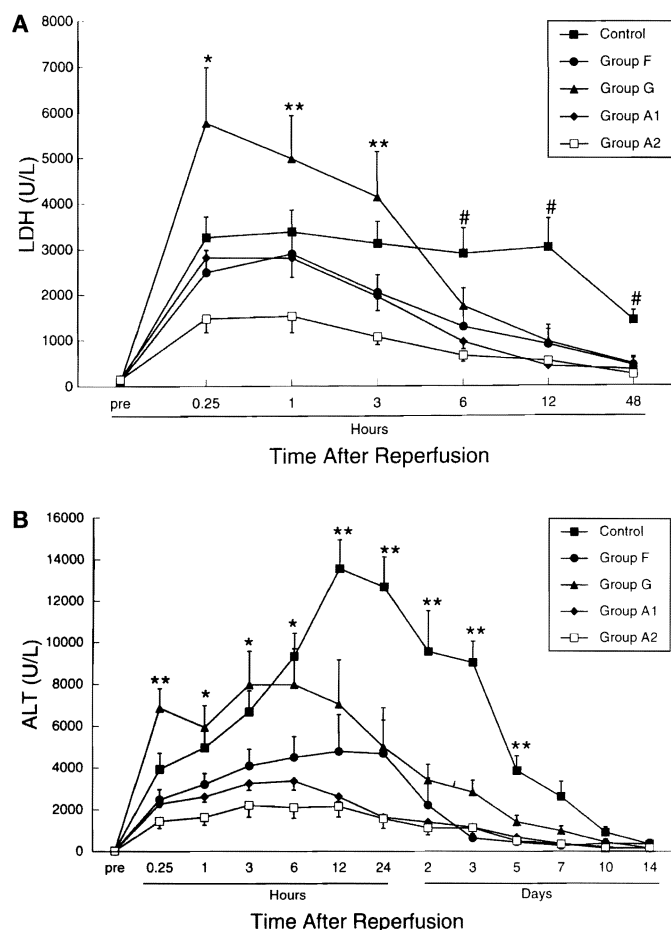 A
8000
7000
6000
5000
4000
3000
2000
1000
0
LDH (U/L)
*
**
**
#
#
#
Control
Group F
Group G
Group A1
Group A2
pre 0.25 1 3 6 12 48
Hours
Time After Reperfusion
B
16000
14000
12000
10000
8000
6000
4000
2000
0
ALT (U/L)
**
*
*
*
**
**
**
**
**
Control
Group F
Group G
Group A1
Group A2
pre 0.25 1 3 6 12 24 2 3 5 7 10 14
Hours Days
Time After Reperfusion